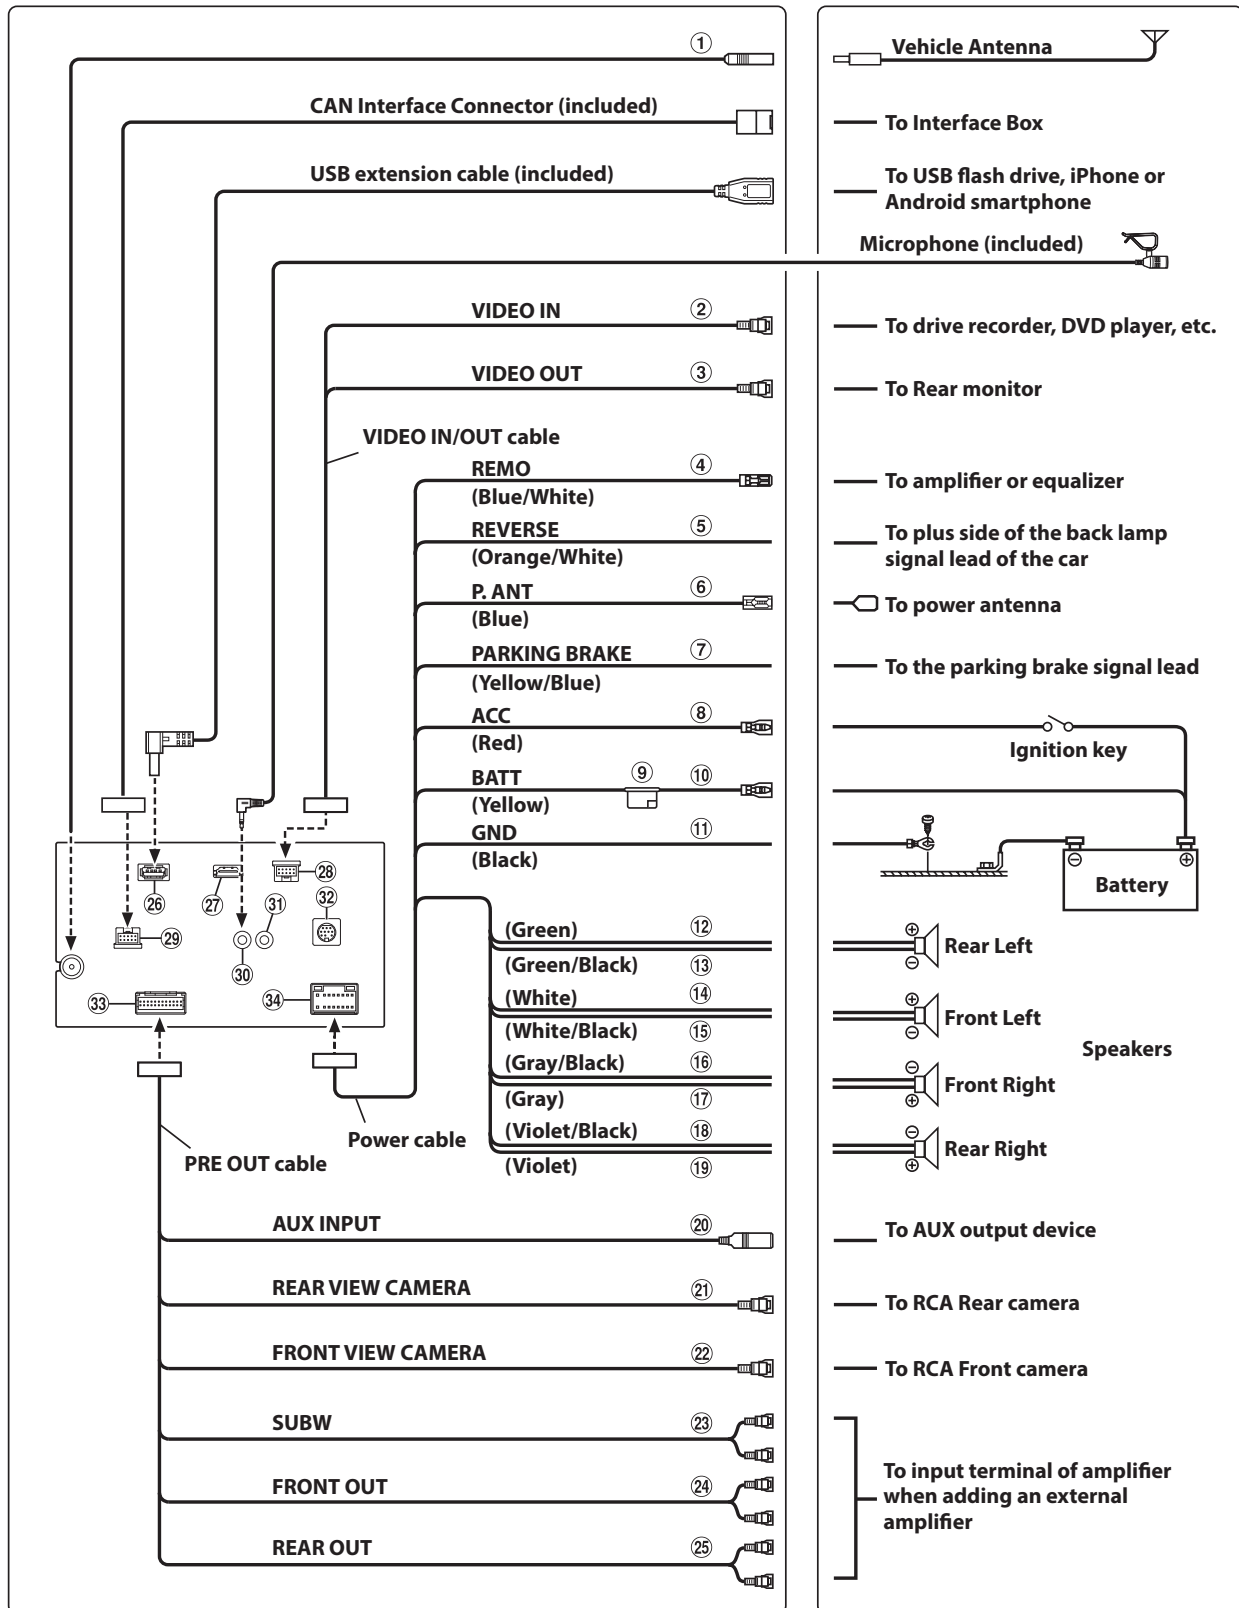 ①
Vehicle Antenna
CAN Interface Connector (included)
To Interface Box
USB extension cable (included)
To USB flash drive, iPhone or
Android smartphone
Microphone (included)
VIDEO IN ②
To drive recorder, DVD player, etc.
VIDEO OUT ③
To Rear monitor
VIDEO IN/OUT cable
REMO ④
(Blue/White)
To amplifier or equalizer
REVERSE ⑤
(Orange/White)
To plus side of the back lamp
signal lead of the car
P. ANT ⑥
(Blue)
To power antenna
PARKING BRAKE ⑦
(Yellow/Blue)
To the parking brake signal lead
ACC ⑧
(Red)
Ignition key
BATT ⑨ ⑩
(Yellow)
GND ⑪
(Black)
⊖ ⊕
Battery
㉖ ㉗ ㉘
㉙ ㉚ ㉛ ㉜
㉝ ㉞
(Green) ⑫
(Green/Black) ⑬
⊕
Rear Left
⊖
(White) ⑭
(White/Black) ⑮
⊕
Front Left
⊖
Speakers
(Gray/Black) ⑯
(Gray) ⑰
⊖
Front Right
⊕
(Violet/Black) ⑱
(Violet) ⑲
⊖
Rear Right
⊕
Power cable
PRE OUT cable
AUX INPUT ⑳
To AUX output device
REAR VIEW CAMERA ㉑
To RCA Rear camera
FRONT VIEW CAMERA ㉒
To RCA Front camera
SUBW ㉓
FRONT OUT ㉔
REAR OUT ㉕
To input terminal of amplifier
when adding an external
amplifier